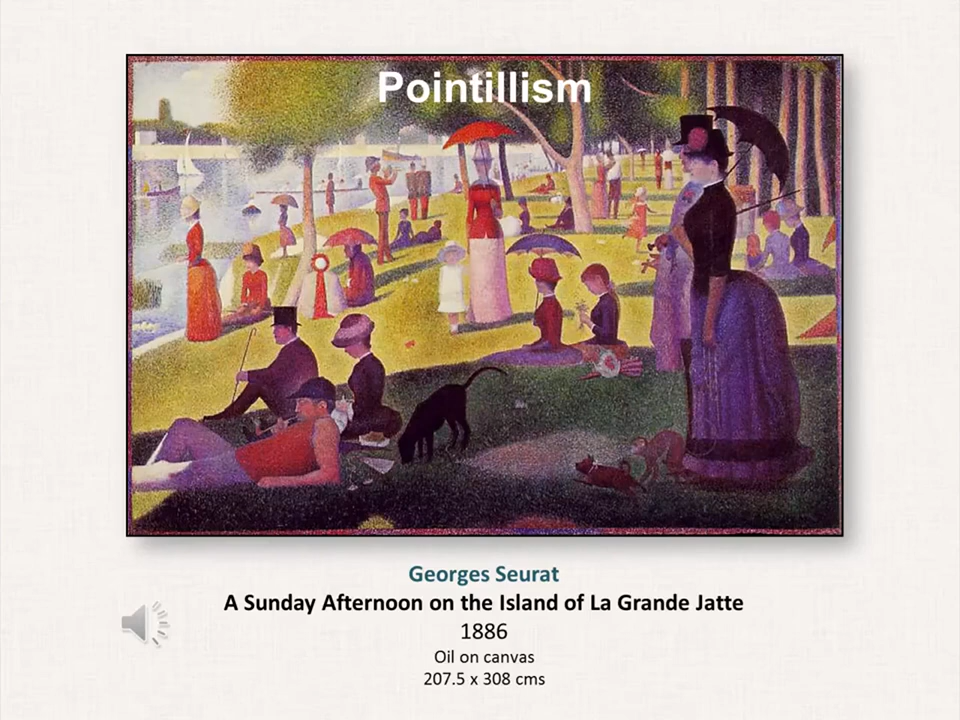 Pointillism
Georges Seurat
A Sunday Afternoon on the Island of La Grande Jatte
1886
Oil on canvas
207.5 x 308 cms